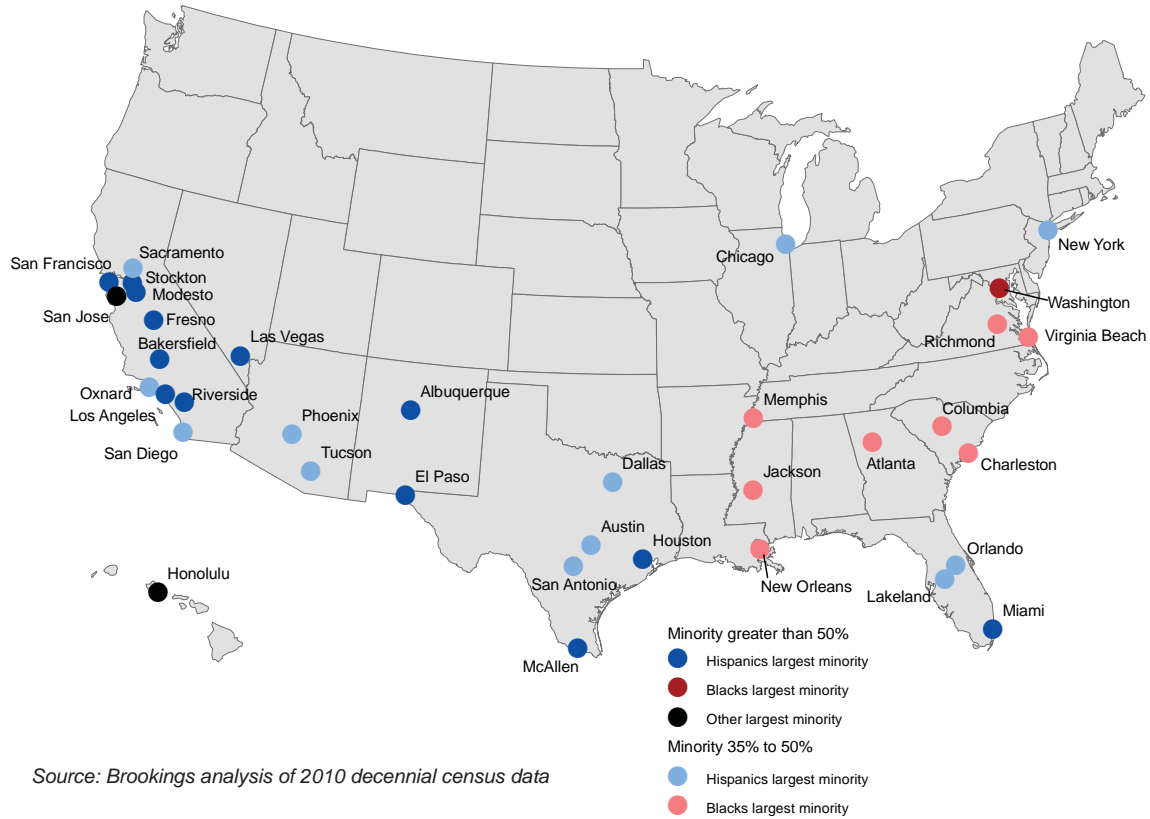 Sacramento
San Francisco
Stockton
Modesto
San Jose
Fresno
Las Vegas
Bakersfield
Oxnard
Riverside
Los Angeles
San Diego
Phoenix
Tucson
Albuquerque
El Paso
Dallas
Austin
Houston
San Antonio
McAllen
Chicago
New York
Washington
Richmond
Virginia Beach
Memphis
Columbia
Jackson
Atlanta
Charleston
New Orleans
Orlando
Lakeland
Miami
Honolulu
Minority greater than 50%
Hispanics largest minority
Blacks largest minority
Other largest minority
Minority 35% to 50%
Hispanics largest minority
Blacks largest minority
Source: Brookings analysis of 2010 decennial census data